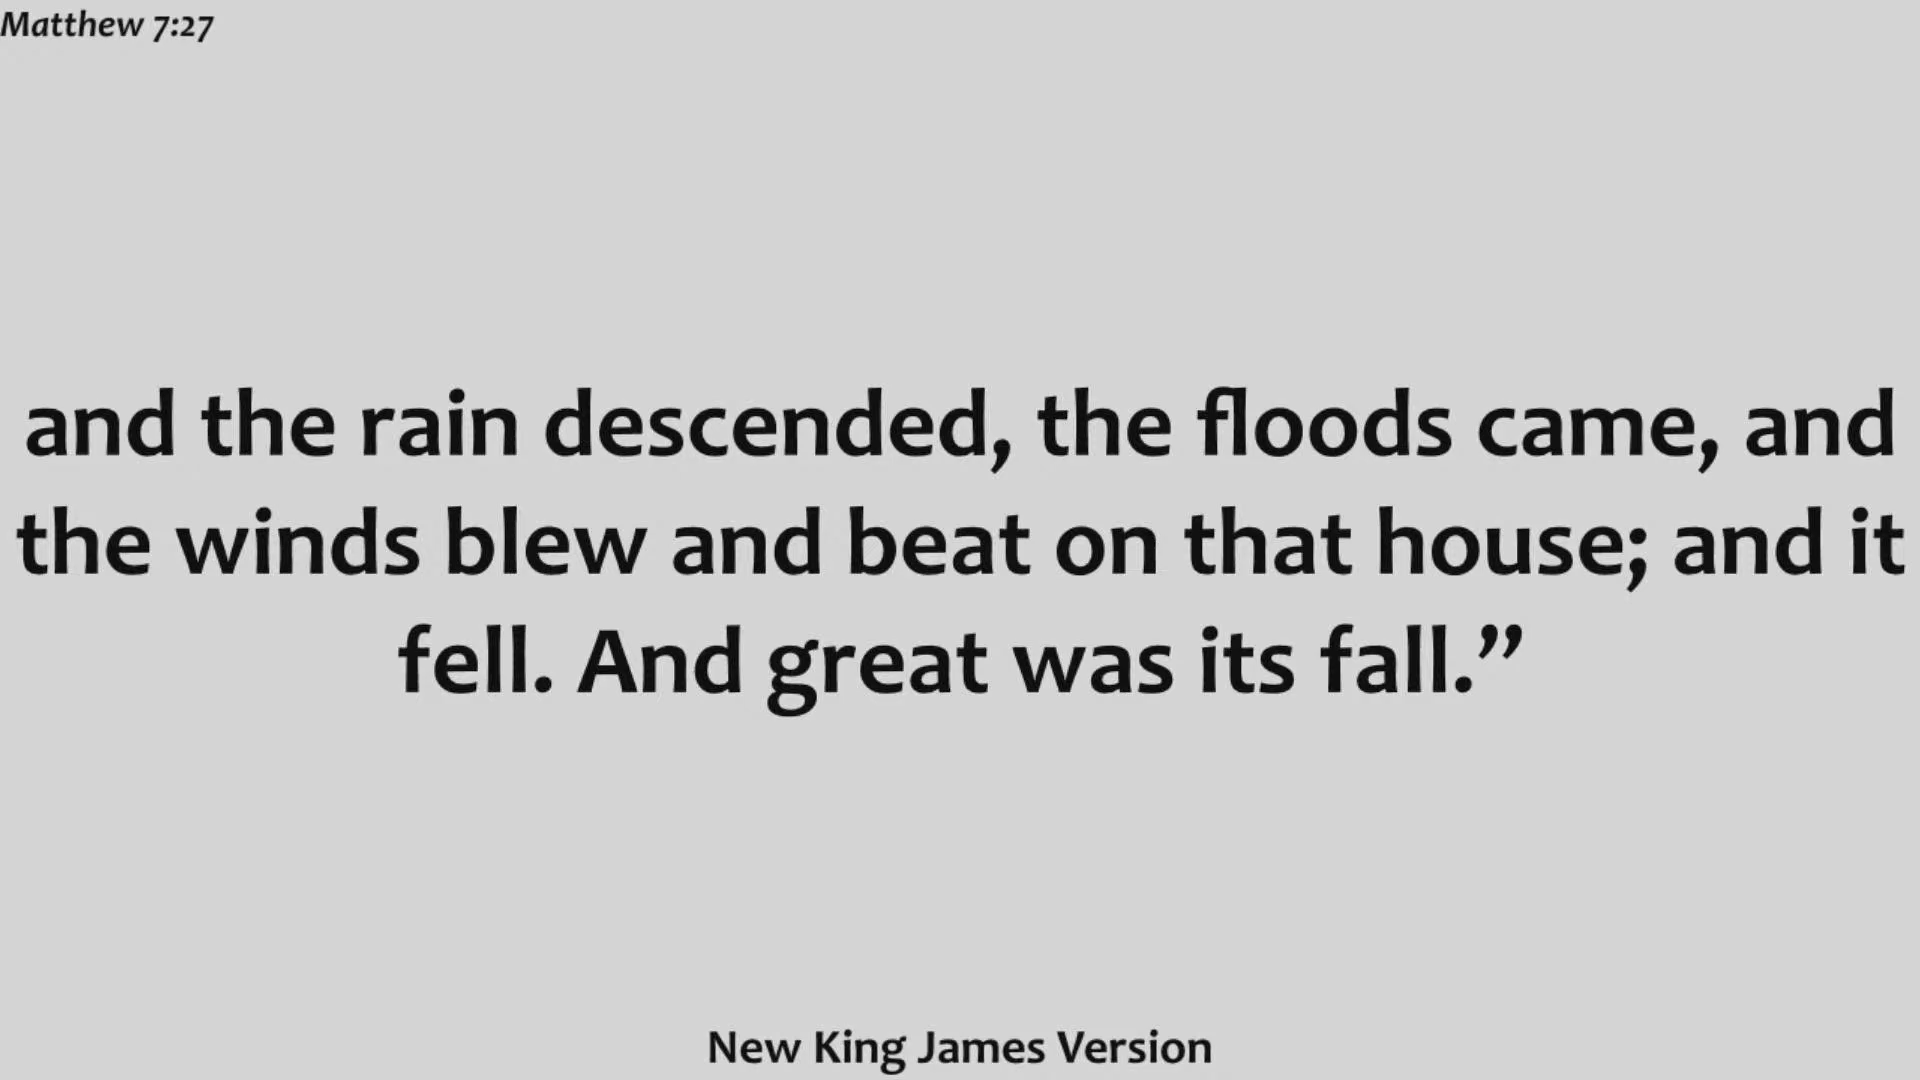 Matthew 7:27
and the rain descended, the floods came, and
the winds blew and beat on that house; and it
fell. And great was its fall.”
New King James Version